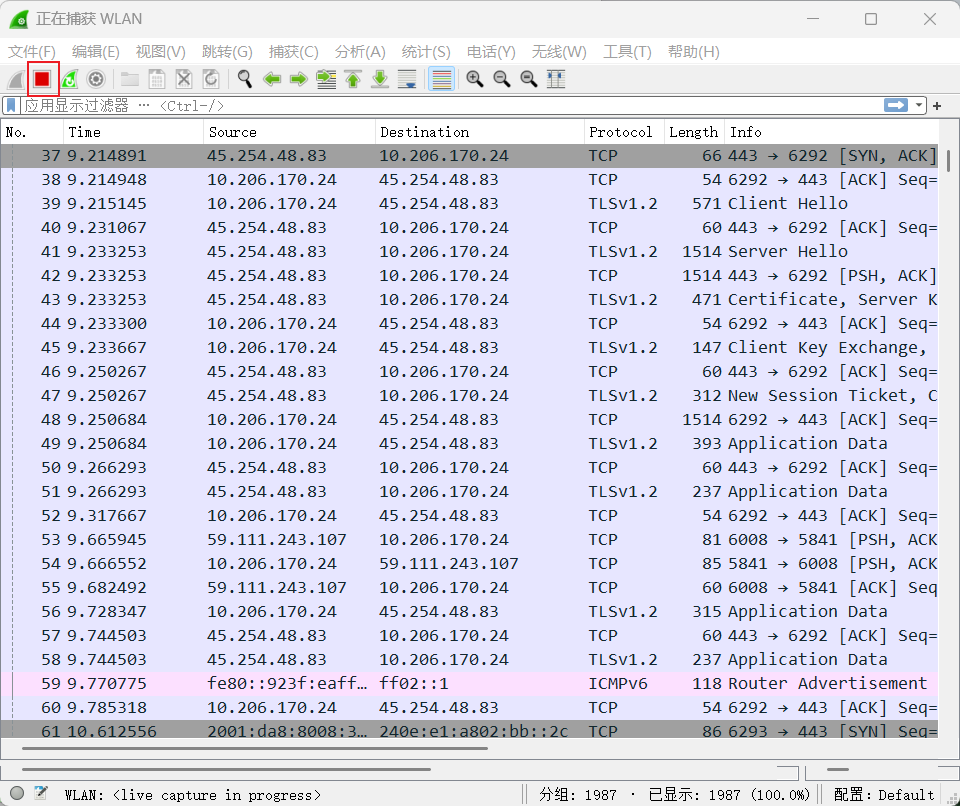 正在捕获 WLAN
文件(F) 编辑(E) 视图(V) 跳转(G) 捕获(C) 分析(A) 统计(S) 电话(Y) 无线(W) 工具(T) 帮助(H)
应用显示过滤器 … <Ctrl-/>
No. Time Source Destination Protocol Length Info
37 9.214891 45.254.48.83 10.206.170.24 TCP 66 443 → 6292 [SYN, ACK]
38 9.214948 10.206.170.24 45.254.48.83 TCP 54 6292 → 443 [ACK] Seq=
39 9.215145 10.206.170.24 45.254.48.83 TLSv1.2 571 Client Hello
40 9.231067 45.254.48.83 10.206.170.24 TCP 60 443 → 6292 [ACK] Seq=
41 9.233253 45.254.48.83 10.206.170.24 TLSv1.2 1514 Server Hello
42 9.233253 45.254.48.83 10.206.170.24 TCP 1514 443 → 6292 [PSH, ACK]
43 9.233253 45.254.48.83 10.206.170.24 TLSv1.2 471 Certificate, Server K
44 9.233300 10.206.170.24 45.254.48.83 TCP 54 6292 → 443 [ACK] Seq=
45 9.233667 10.206.170.24 45.254.48.83 TLSv1.2 147 Client Key Exchange,
46 9.250267 45.254.48.83 10.206.170.24 TCP 60 443 → 6292 [ACK] Seq=
47 9.250267 45.254.48.83 10.206.170.24 TLSv1.2 312 New Session Ticket, C
48 9.250684 10.206.170.24 45.254.48.83 TCP 1514 6292 → 443 [ACK] Seq=
49 9.250684 10.206.170.24 45.254.48.83 TLSv1.2 393 Application Data
50 9.266293 45.254.48.83 10.206.170.24 TCP 60 443 → 6292 [ACK] Seq=
51 9.266293 45.254.48.83 10.206.170.24 TLSv1.2 237 Application Data
52 9.317667 10.206.170.24 45.254.48.83 TCP 54 6292 → 443 [ACK] Seq=
53 9.665945 59.111.243.107 10.206.170.24 TCP 81 6008 → 5841 [PSH, ACK
54 9.666552 10.206.170.24 59.111.243.107 TCP 85 5841 → 6008 [PSH, ACK
55 9.682492 59.111.243.107 10.206.170.24 TCP 60 6008 → 5841 [ACK] Seq
56 9.728347 10.206.170.24 45.254.48.83 TLSv1.2 315 Application Data
57 9.744503 45.254.48.83 10.206.170.24 TCP 60 443 → 6292 [ACK] Seq=
58 9.744503 45.254.48.83 10.206.170.24 TLSv1.2 237 Application Data
59 9.770775 fe80::923f:eaff… ff02::1 ICMPv6 118 Router Advertisement
60 9.785318 10.206.170.24 45.254.48.83 TCP 54 6292 → 443 [ACK] Seq=
61 10.612556 2001:da8:8008:3… 240e:e1:a802:bb::2c TCP 86 6293 → 443 [SYN] Seq=
WLAN: <live capture in progress> 分组: 1987 · 已显示: 1987 (100.0%) 配置: Default